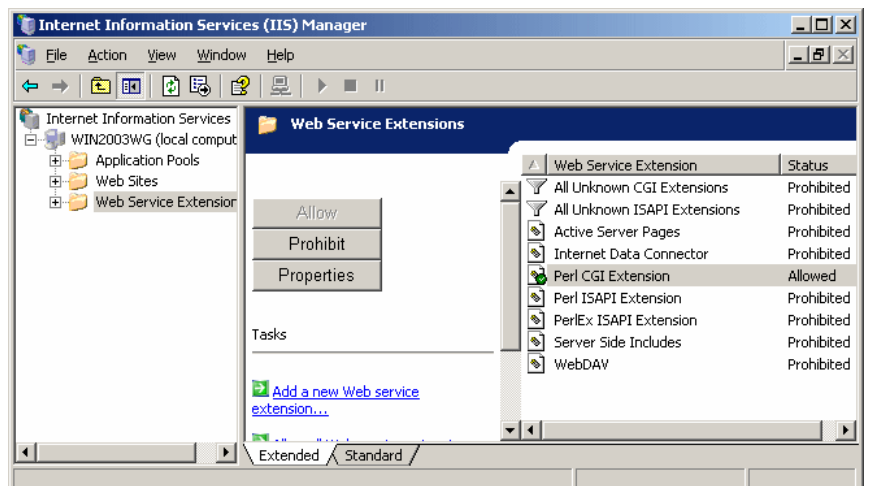 Internet Information Services (IIS) Manager
File Action View Window Help
Internet Information Services
WIN2003WG (local comput
Application Pools
Web Sites
Web Service Extension
Web Service Extensions
Allow
Prohibit
Properties
Tasks
Add a new Web service
extension...
Web Service Extension Status
All Unknown CGI Extensions Prohibited
All Unknown ISAPI Extensions Prohibited
Active Server Pages Prohibited
Internet Data Connector Prohibited
Perl CGI Extension Allowed
Perl ISAPI Extension Prohibited
PerlEx ISAPI Extension Prohibited
Server Side Includes Prohibited
WebDAV Prohibited
Extended Standard